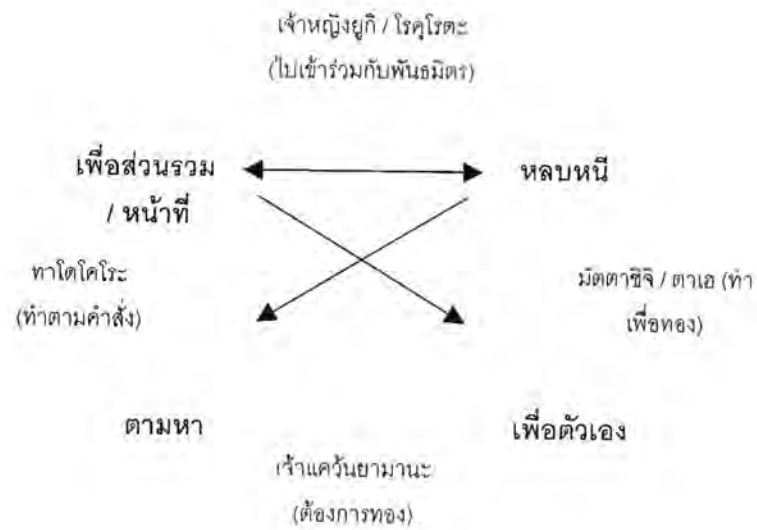 เจ้าหญิงยูกิ / โรคุโรตะ
(ไปเข้าร่วมกับพันธมิตร)
เพื่อส่วนรวม
/ หน้าที่
หลบหนี
ทาโดโคโระ
(ทำตามคำสั่ง)
มัตตาชิจิ / ตาเฮ (ทำ
เพื่อทอง)
ตามหา
เพื่อตัวเอง
เจ้าแคว้นยามานะ
(ต้องการทอง)